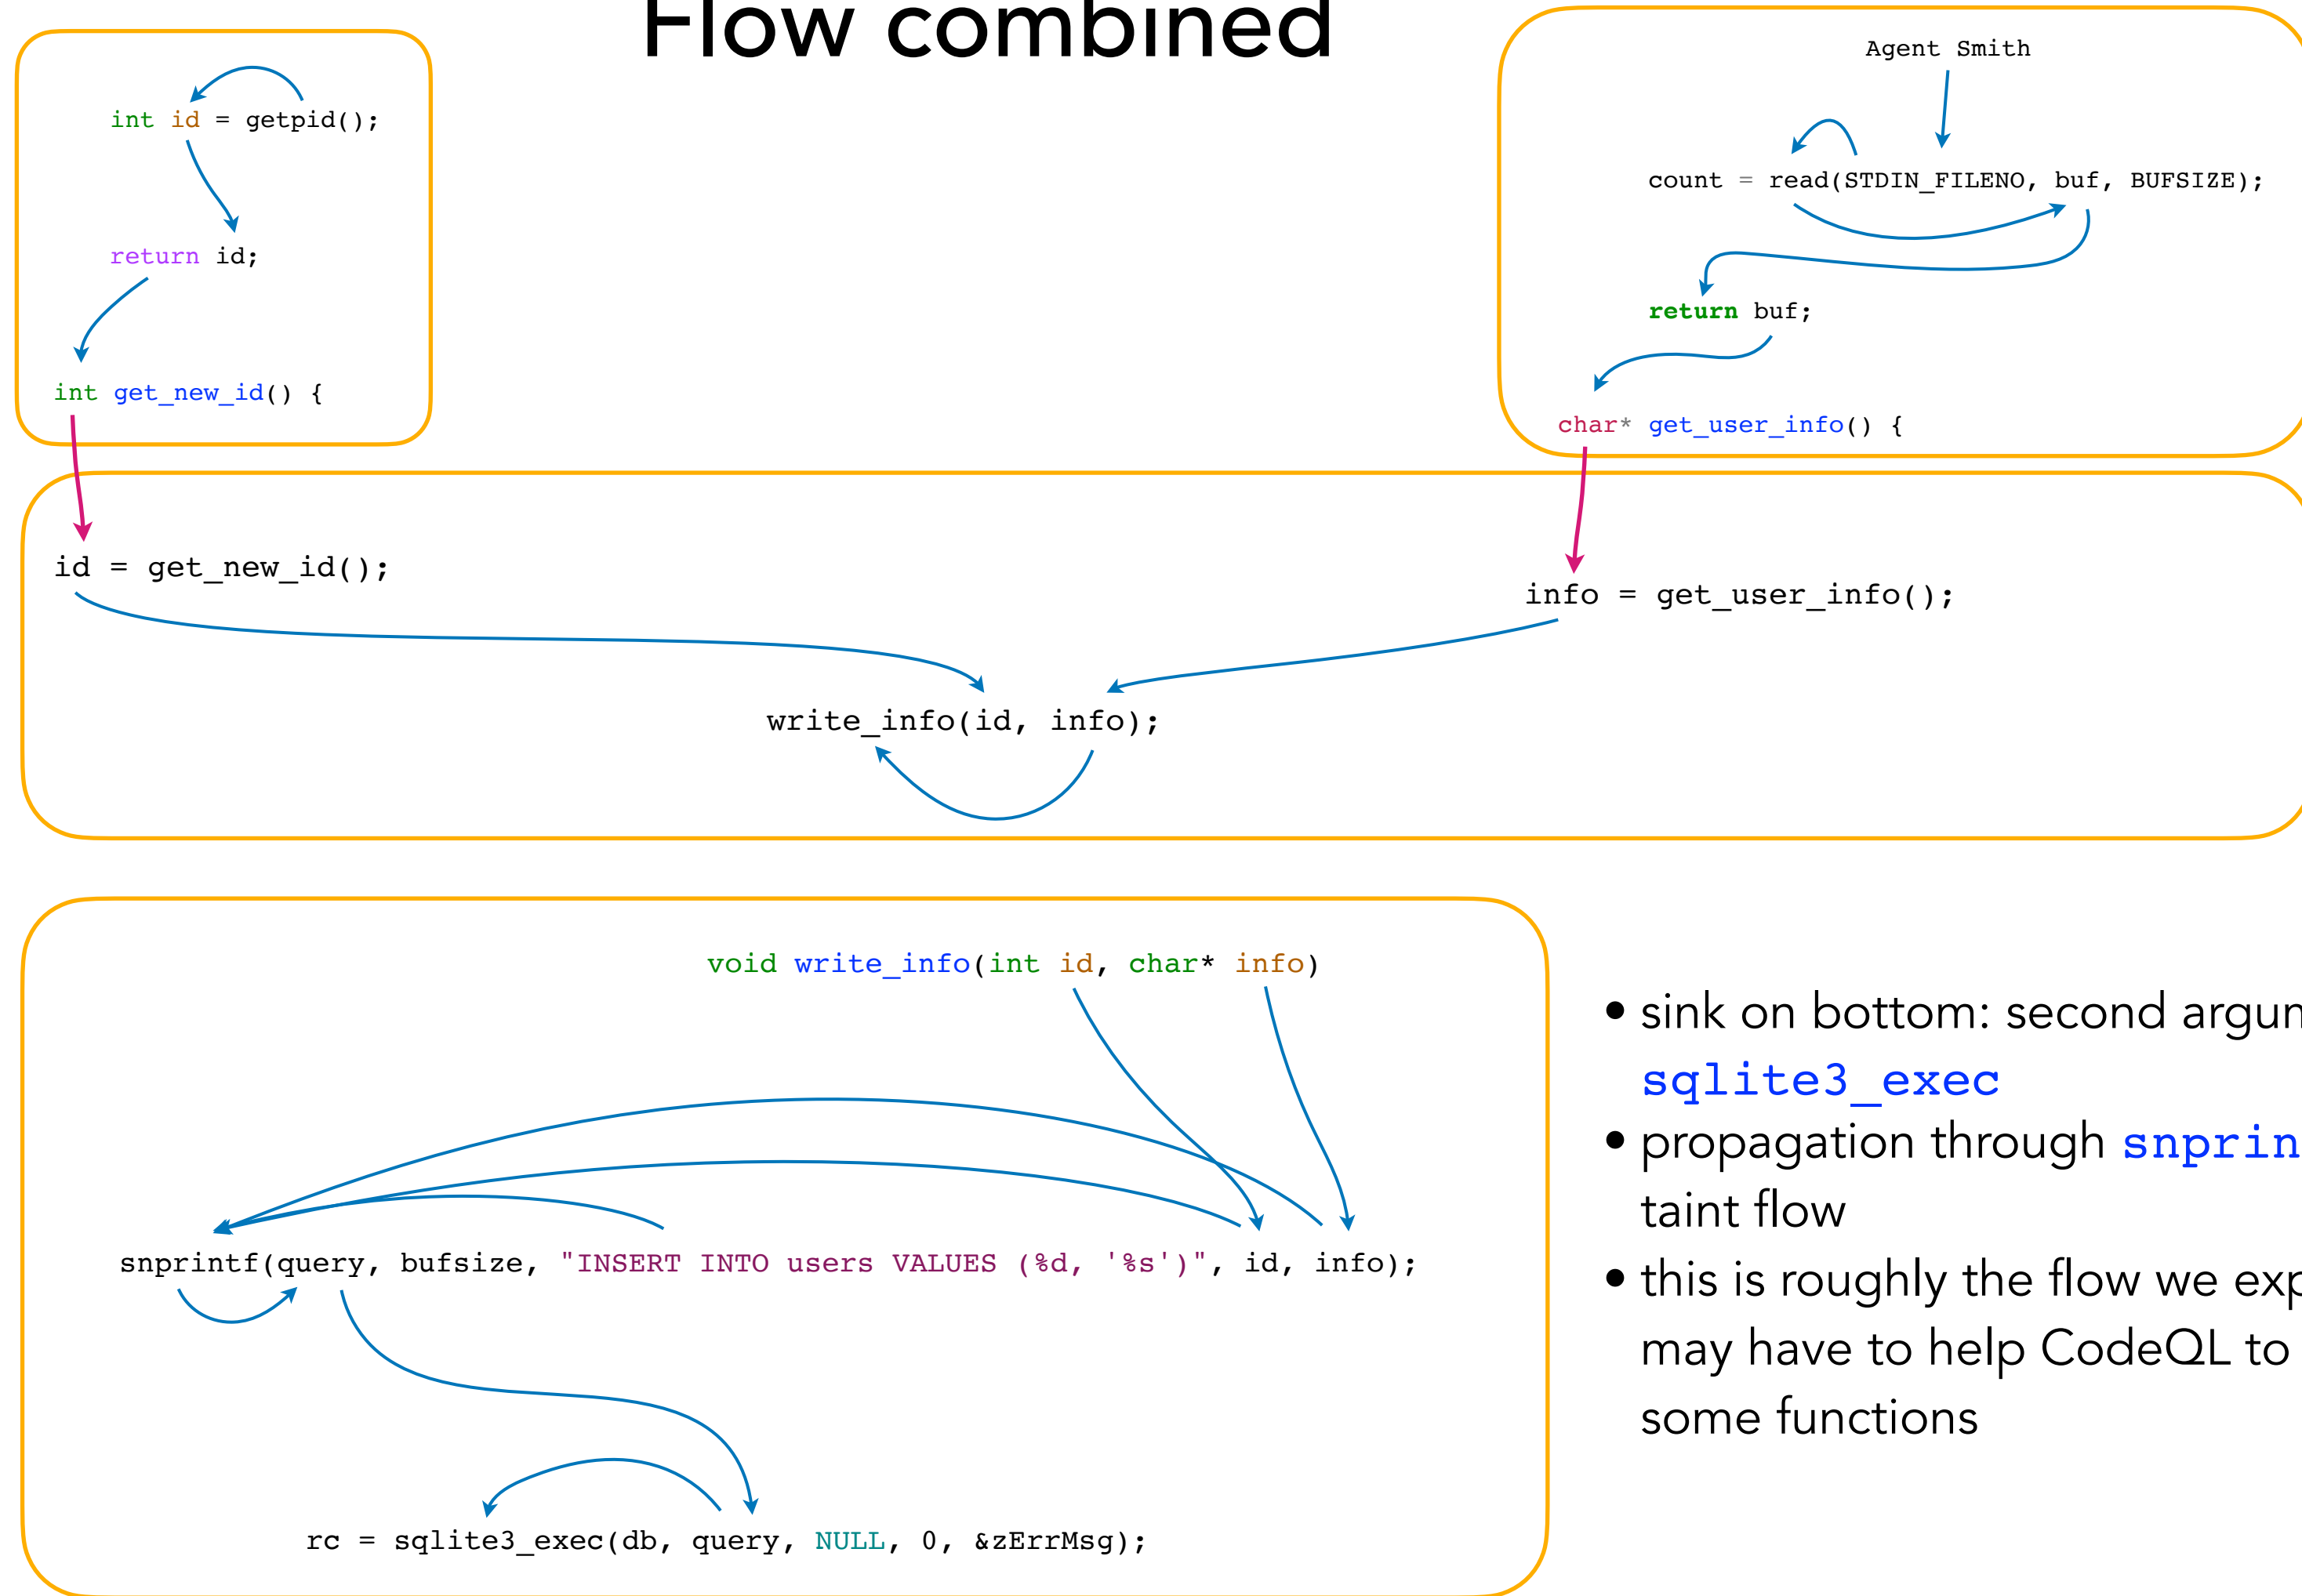 Flow combined
int id = getpid();
return id;
int get_new_id() {
Agent Smith
count = read(STDIN_FILENO, buf, BUFSIZE);
return buf;
char* get_user_info() {
id = get_new_id();
info = get_user_info();
write_info(id, info);
void write_info(int id, char* info)
snprintf(query, bufsize, "INSERT INTO users VALUES (%d, '%s')", id, info);
rc = sqlite3_exec(db, query, NULL, 0, &zErrMsg);
• sink on bottom: second
sqlite3_exec
• propagation through
taint flow
• this is roughly the flow we
may have to help CodeQL to
some functions